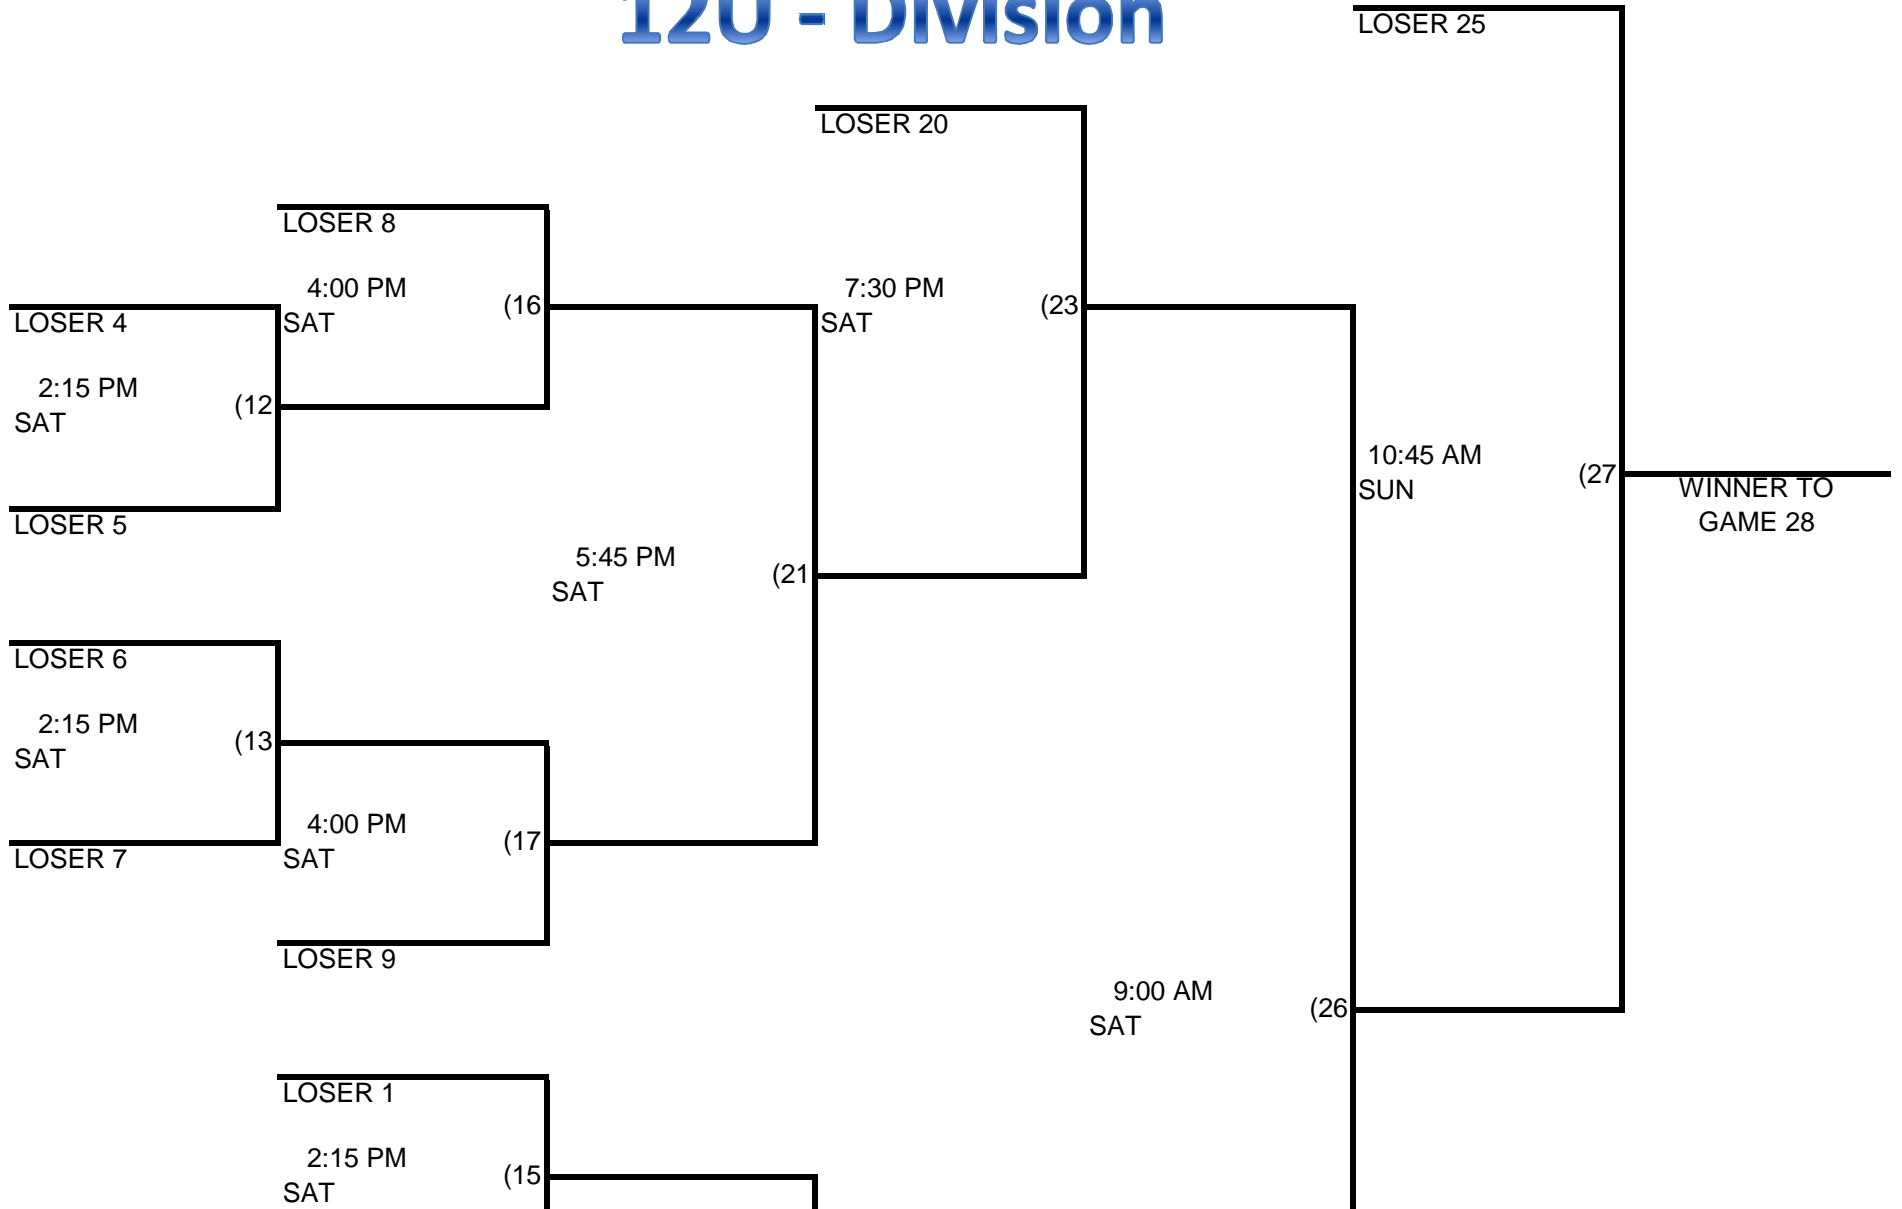 12U - Division
LOSER 25
LOSER 20
LOSER 8
4:00 PM
SAT
(16
7:30 PM
SAT
(23
LOSER 4
2:15 PM
SAT
(12
LOSER 5
10:45 AM
SUN
(27
WINNER TO
GAME 28
5:45 PM
SAT
(21
LOSER 6
2:15 PM
SAT
(13
LOSER 7
4:00 PM
SAT
(17
LOSER 9
9:00 AM
SAT
(26
LOSER 1
2:15 PM
SAT
(15